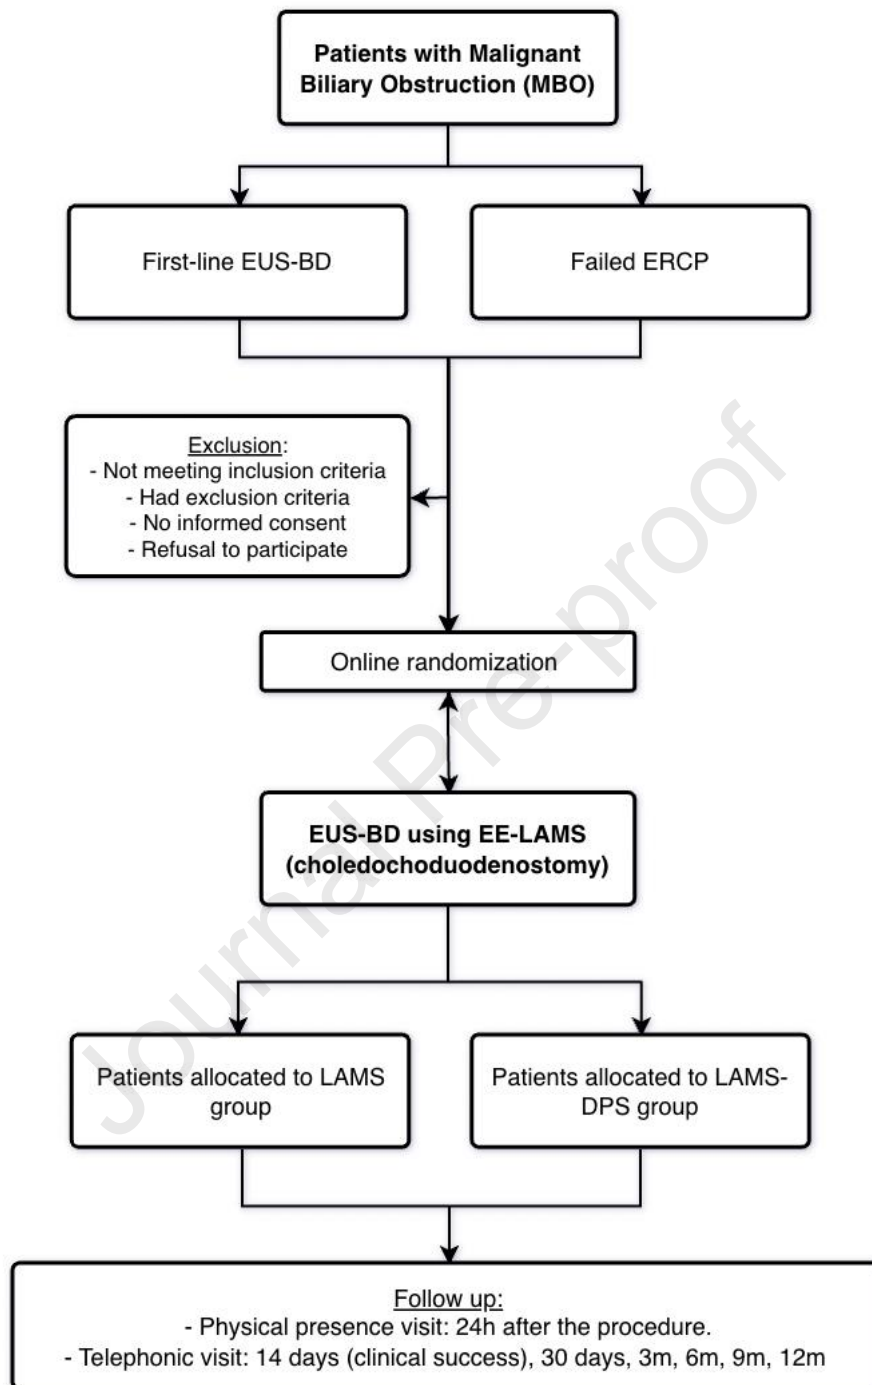 Patients with Malignant
Biliary Obstruction (MBO)
First-line EUS-BD
Failed ERCP
Exclusion:
- Not meeting inclusion criteria
- Had exclusion criteria
- No informed consent
- Refusal to participate
Online randomization
EUS-BD using EE-LAMS
(choledochoduodenostomy)
Patients allocated to LAMS
group
Patients allocated to LAMS-
DPS group
Follow up:
- Physical presence visit: 24h after the procedure.
- Telephonic visit: 14 days (clinical success), 30 days, 3m, 6m, 9m, 12m
Journal Pre-proof